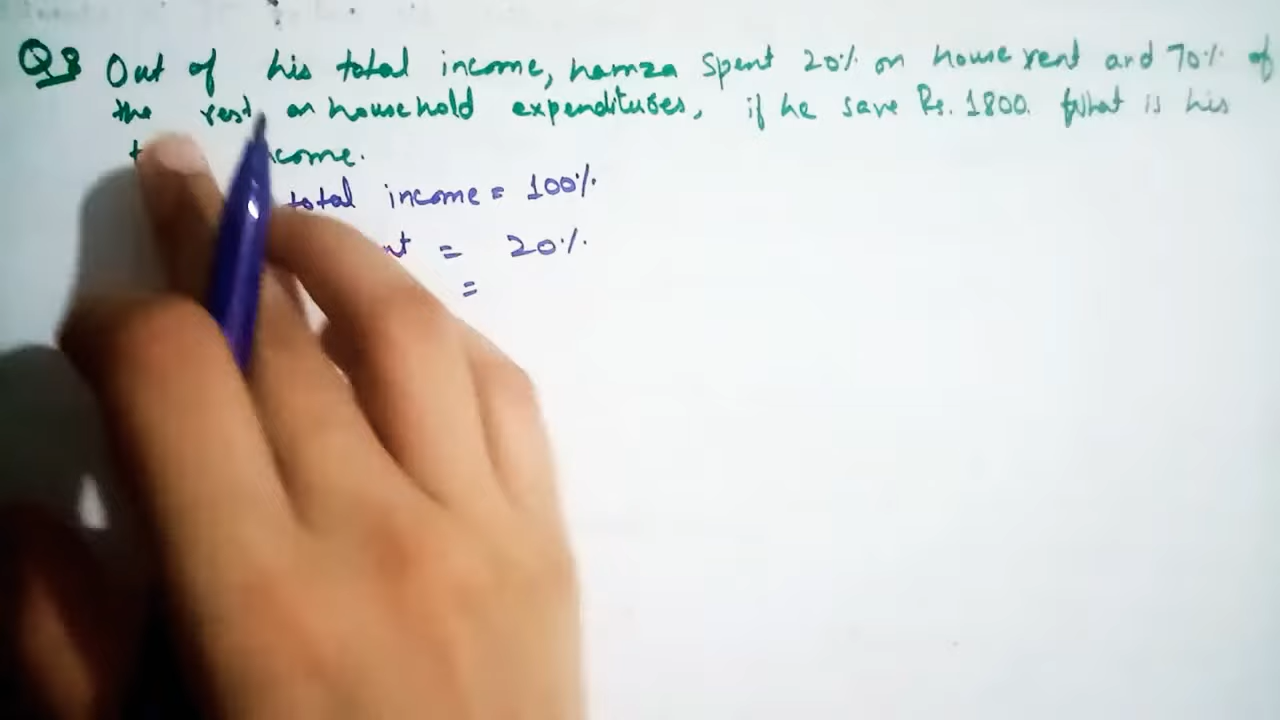 Q8 Out of his total income, hamza spent 20% on house rent and 70% of
the rest on household expenditures, if he save Rs. 1800. What is his
come.
total income = 100%
= 20%
=